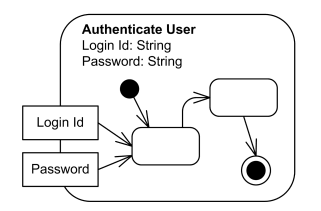 Authenticate User
Login Id: String
Password: String
Login Id
Password